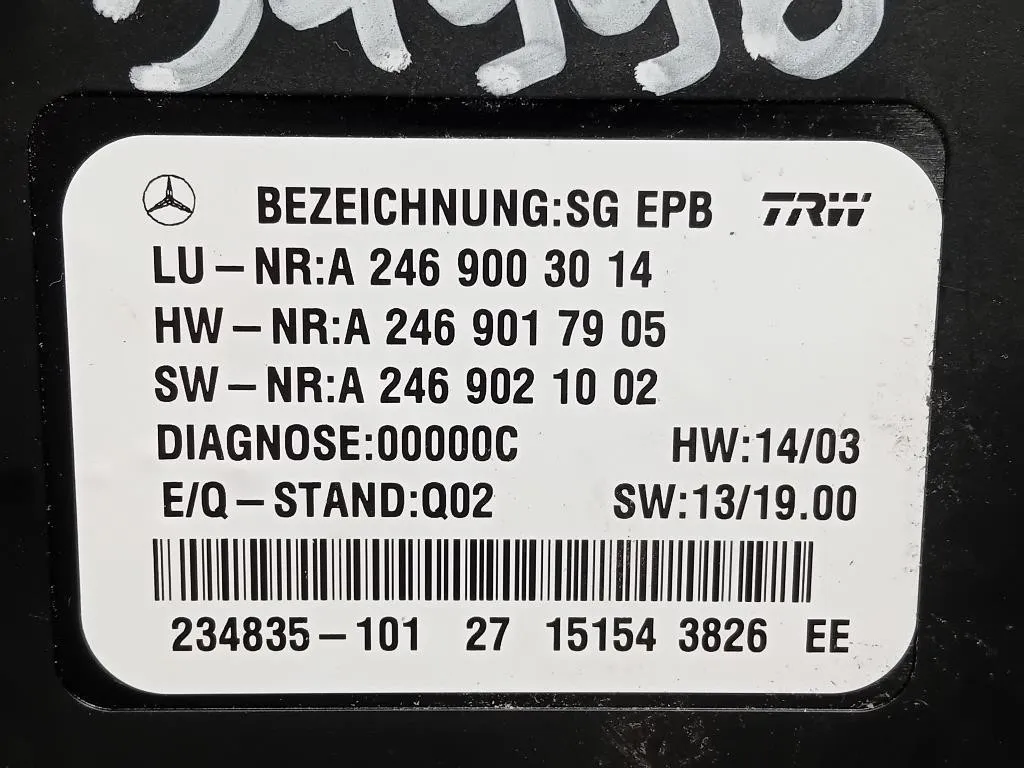 BEZEICHNUNG:SG EPB TRW
LU-NR:A 246 900 30 14
HW-NR:A 246 901 79 05
SW-NR:A 246 902 10 02
DIAGNOSE:00000C HW:14/03
E/Q-STAND:Q02 SW:13/19.00
234835-101 27 15154 3826 EE